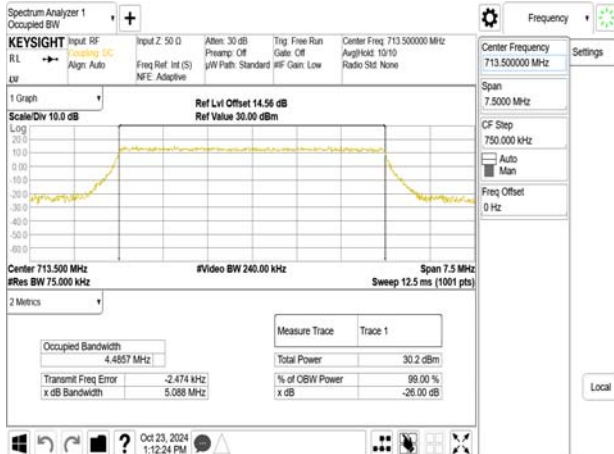 Spectrum Analyzer 1
Occupied BW
+
Frequency
KEYSIGHT
RL
Input: RF
Coupling: DC
Align: Auto
Input Z: 50 Ω
Freq Ref: Int (S)
NFE: Adaptive
Atten: 30 dB
Preamp: Off
µW Path: Standard
Trig: Free Run
Gate: Off
#IF Gain: Low
Center Freq: 713.500000 MHz
Avg|Hold: 10/10
Radio Std: None
Center Frequency
713.500000 MHz
Settings
Span
7.5000 MHz
CF Step
750.000 kHz
Auto
Man
Freq Offset
0 Hz
Local
1 Graph
Scale/Div 10.0 dB
Ref Lvl Offset 14.56 dB
Ref Value 30.00 dBm
Log
20.0
10.0
0.00
-10.0
-20.0
-30.0
-40.0
-50.0
-60.0
Center 713.500 MHz
#Res BW 75.000 kHz
#Video BW 240.00 kHz
Span 7.5 MHz
Sweep 12.5 ms (1001 pts)
2 Metrics
Measure Trace Trace 1
Occupied Bandwidth
4.4857 MHz
Total Power 30.2 dBm
Transmit Freq Error -2.474 kHz
% of OBW Power 99.00 %
x dB Bandwidth 5.088 MHz
x dB -26.00 dB
?
Oct 23, 2024
1:12:24 PM